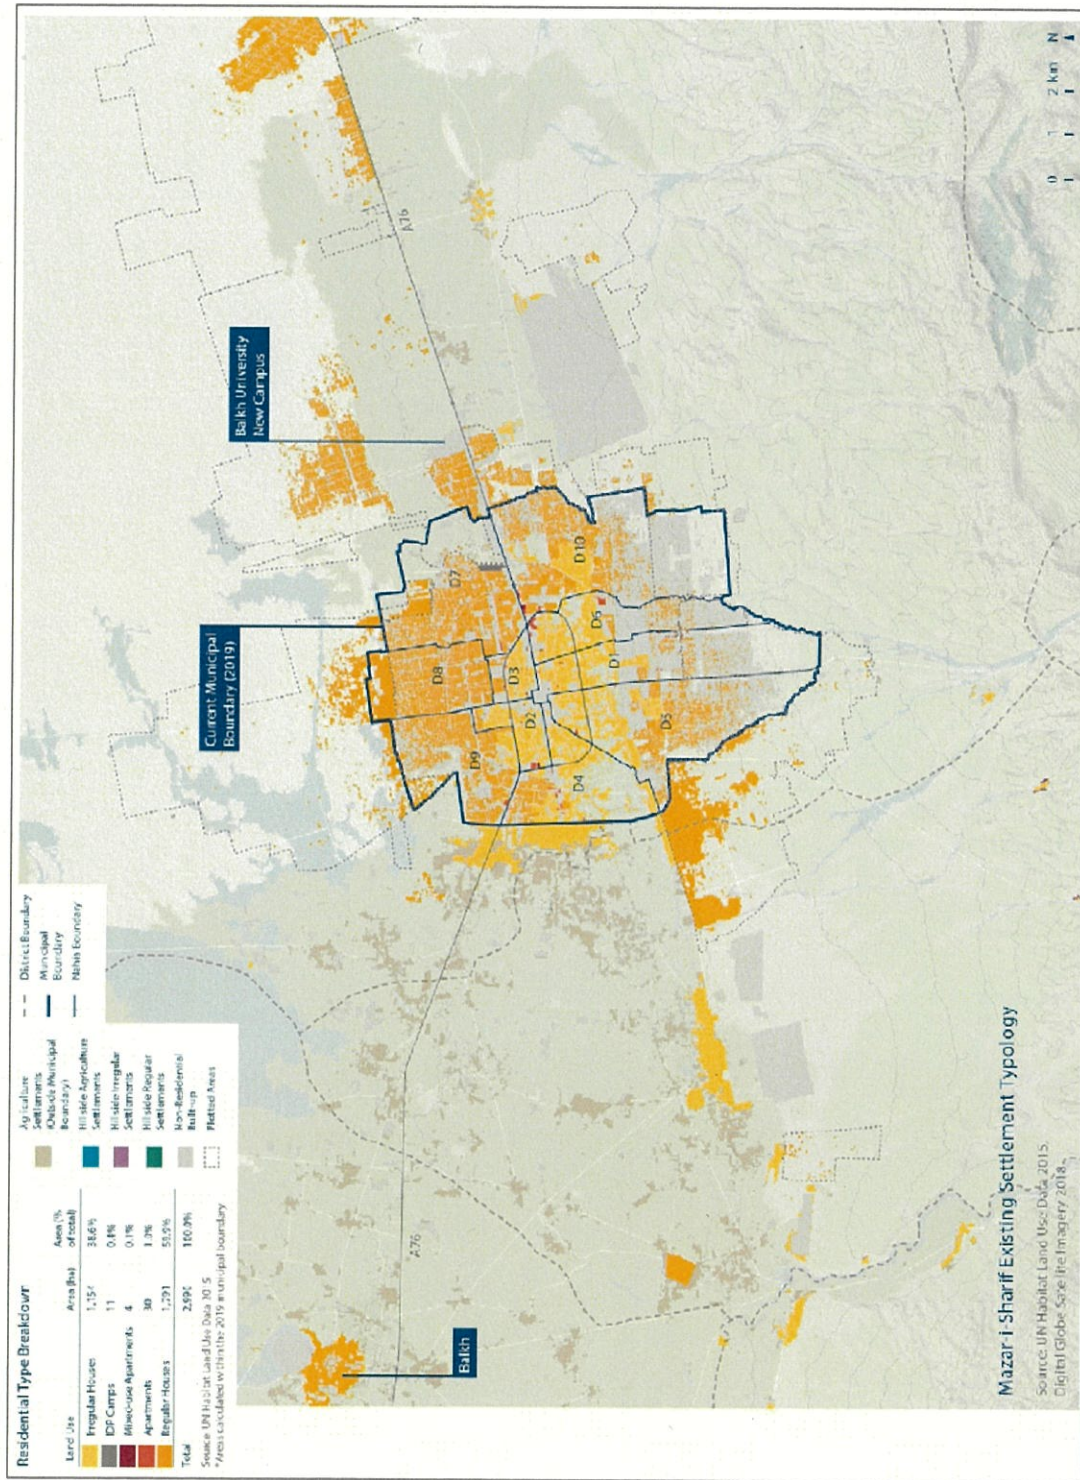 Residential Type Breakdown
Land Use Area (ha) Area (% of total)
Irregular Houses 1,154 38.6%
IDP Camps 11 0.4%
Mixed-use Apartments 4 0.1%
Apartments 30 1.0%
Regular Houses 1,791 59.9%
Total 2,990 100.0%
Source: UN Habitat Land Use Data 2015
*Areas calculated within the 2019 municipal boundary
Agriculture
Settlements
(Outside Municipal
Boundary)
Hillside Agriculture
Settlements
Hillside Irregular
Settlements
Hillside Regular
Settlements
Non-Residential
Built-up
Plotted Areas
District Boundary
Municipal
Boundary
Nahia Boundary
Balkh
A76
Current Municipal
Boundary (2019)
Balkh University
New Campus
A76
D9
D8
D7
D2
D3
D4
D5
D1
D6
D10
Mazar-i-Sharif Existing Settlement Typology
Source: UN Habitat Land Use Data 2015
Digital Globe Satellite Imagery 2018
0 1 2 km N